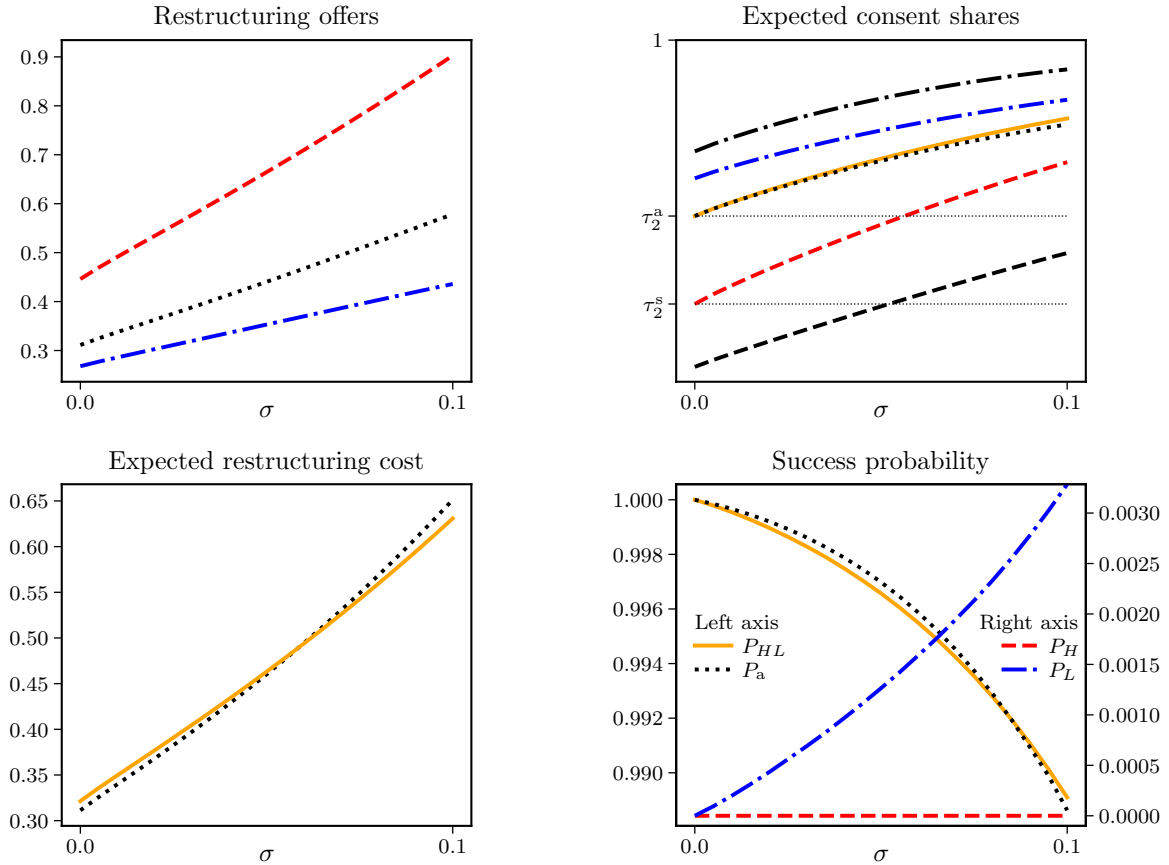 Restructuring offers
0.9
0.8
0.7
0.6
0.5
0.4
0.3
0.0
0.1
σ
Expected consent shares
1
τ₂ᵃ
τ₂ˢ
0.0
0.1
σ
Expected restructuring cost
0.65
0.60
0.55
0.50
0.45
0.40
0.35
0.30
0.0
0.1
σ
Success probability
1.000
0.998
0.996
0.994
0.992
0.990
Left axis
P_{HL}
P_a
Right axis
P_H
P_L
0.0030
0.0025
0.0020
0.0015
0.0010
0.0005
0.0000
0.0
0.1
σ